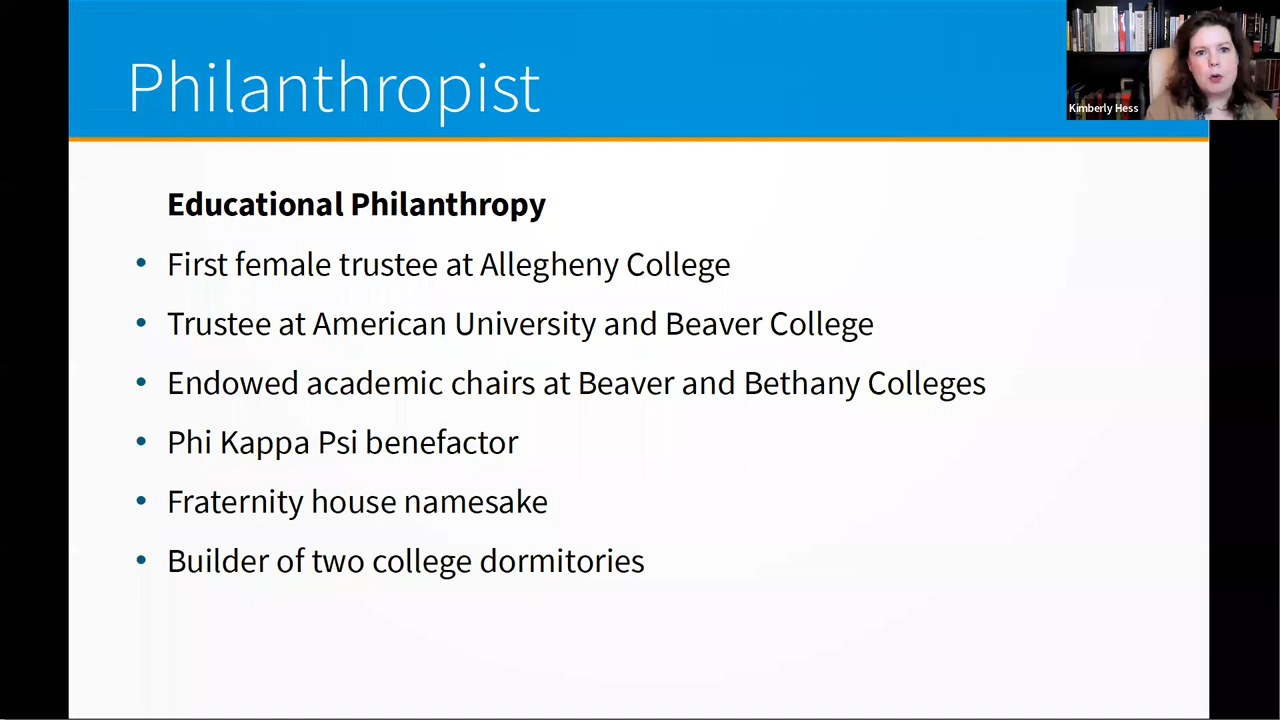 Philanthropist
Kimberly Hess
Educational Philanthropy
• First female trustee at Allegheny College
• Trustee at American University and Beaver College
• Endowed academic chairs at Beaver and Bethany Colleges
• Phi Kappa Psi benefactor
• Fraternity house namesake
• Builder of two college dormitories